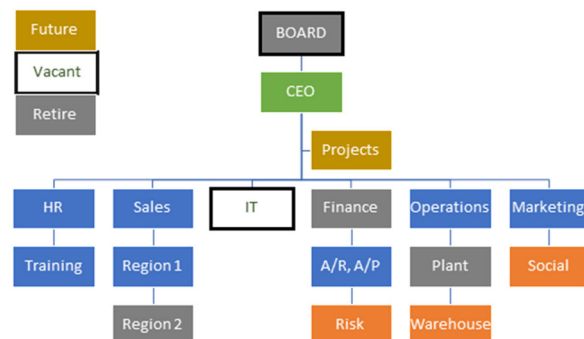 Future
BOARD
Vacant
CEO
Retire
Projects
HR
Sales
IT
Finance
Operations
Marketing
Training
Region 1
A/R, A/P
Plant
Social
Region 2
Risk
Warehouse